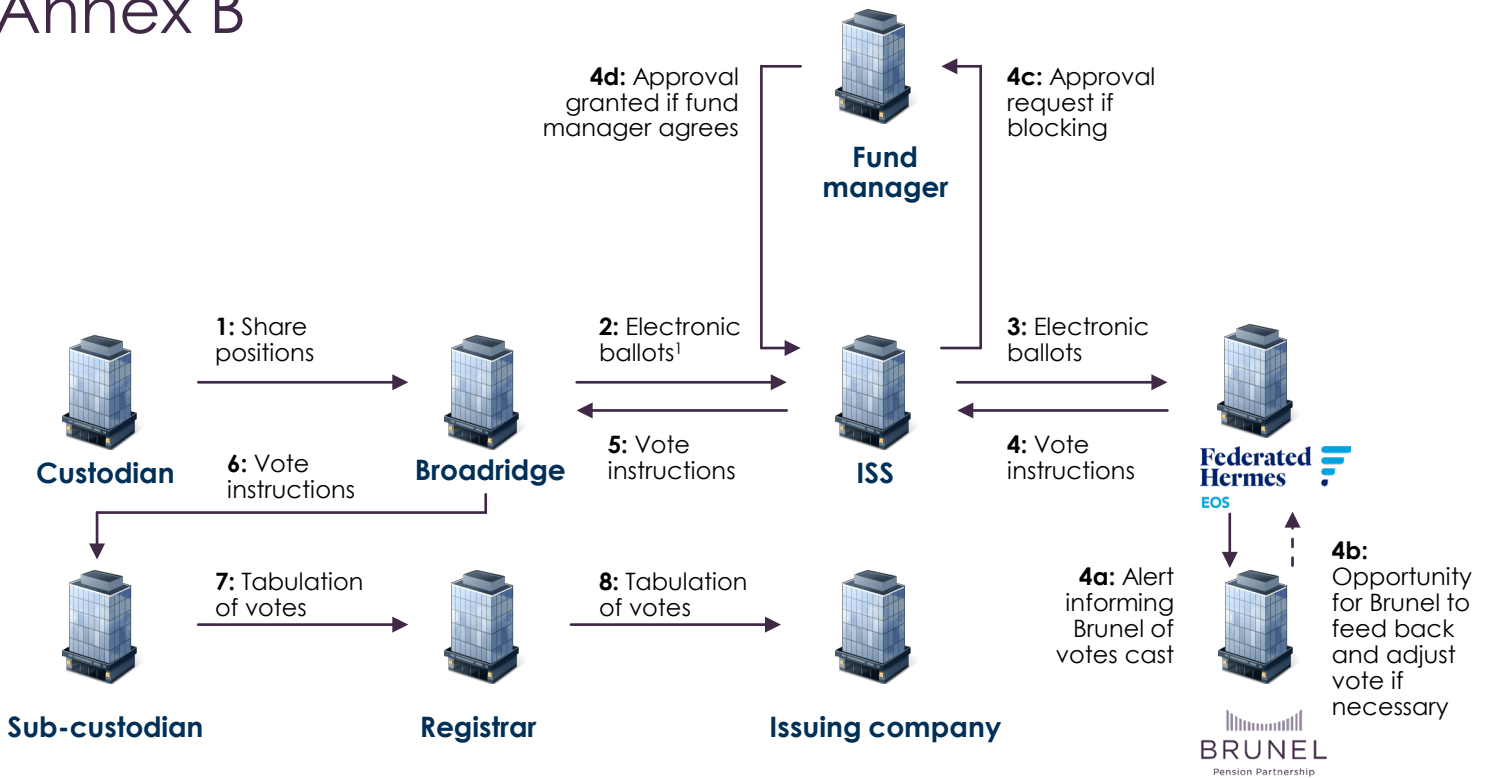 Annex B
4d: Approval
granted if fund
manager agrees
4c: Approval
request if
blocking
Fund
manager
1: Share
positions
2: Electronic
ballots¹
3: Electronic
ballots
Custodian
6: Vote
instructions
Broadridge
5: Vote
instructions
ISS
4: Vote
instructions
Federated
Hermes
EOS
7: Tabulation
of votes
8: Tabulation
of votes
4a: Alert
informing
Brunel of
votes cast
4b:
Opportunity
for Brunel to
feed back
and adjust
vote if
necessary
Sub-custodian
Registrar
Issuing company
BRUNEL
Pension Partnership